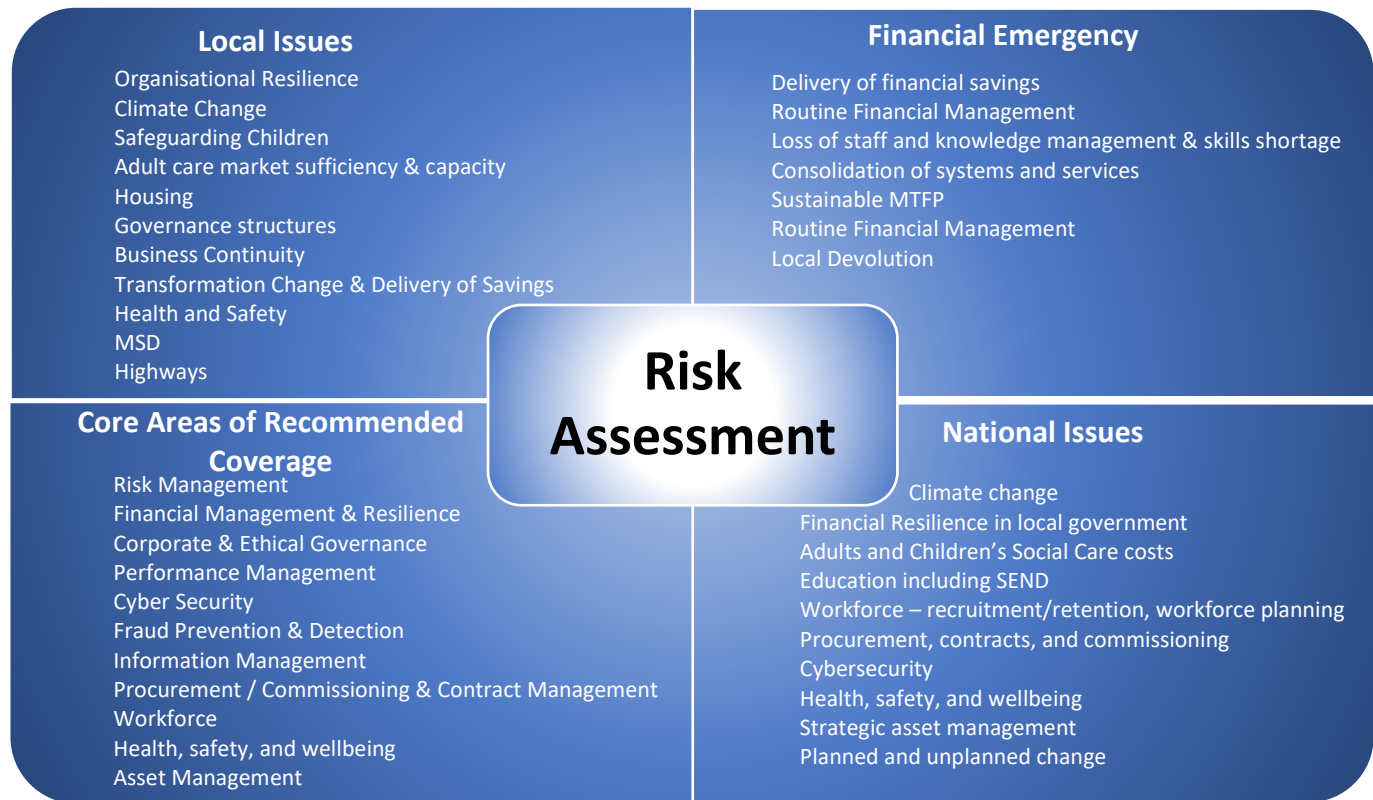 Local Issues
Organisational Resilience
Climate Change
Safeguarding Children
Adult care market sufficiency & capacity
Housing
Governance structures
Business Continuity
Transformation Change & Delivery of Savings
Health and Safety
MSD
Highways
Financial Emergency
Delivery of financial savings
Routine Financial Management
Loss of staff and knowledge management & skills shortage
Consolidation of systems and services
Sustainable MTFP
Routine Financial Management
Local Devolution
Risk
Assessment
Core Areas of Recommended
Coverage
Risk Management
Financial Management & Resilience
Corporate & Ethical Governance
Performance Management
Cyber Security
Fraud Prevention & Detection
Information Management
Procurement / Commissioning & Contract Management
Workforce
Health, safety, and wellbeing
Asset Management
National Issues
Climate change
Financial Resilience in local government
Adults and Children's Social Care costs
Education including SEND
Workforce – recruitment/retention, workforce planning
Procurement, contracts, and commissioning
Cybersecurity
Health, safety, and wellbeing
Strategic asset management
Planned and unplanned change